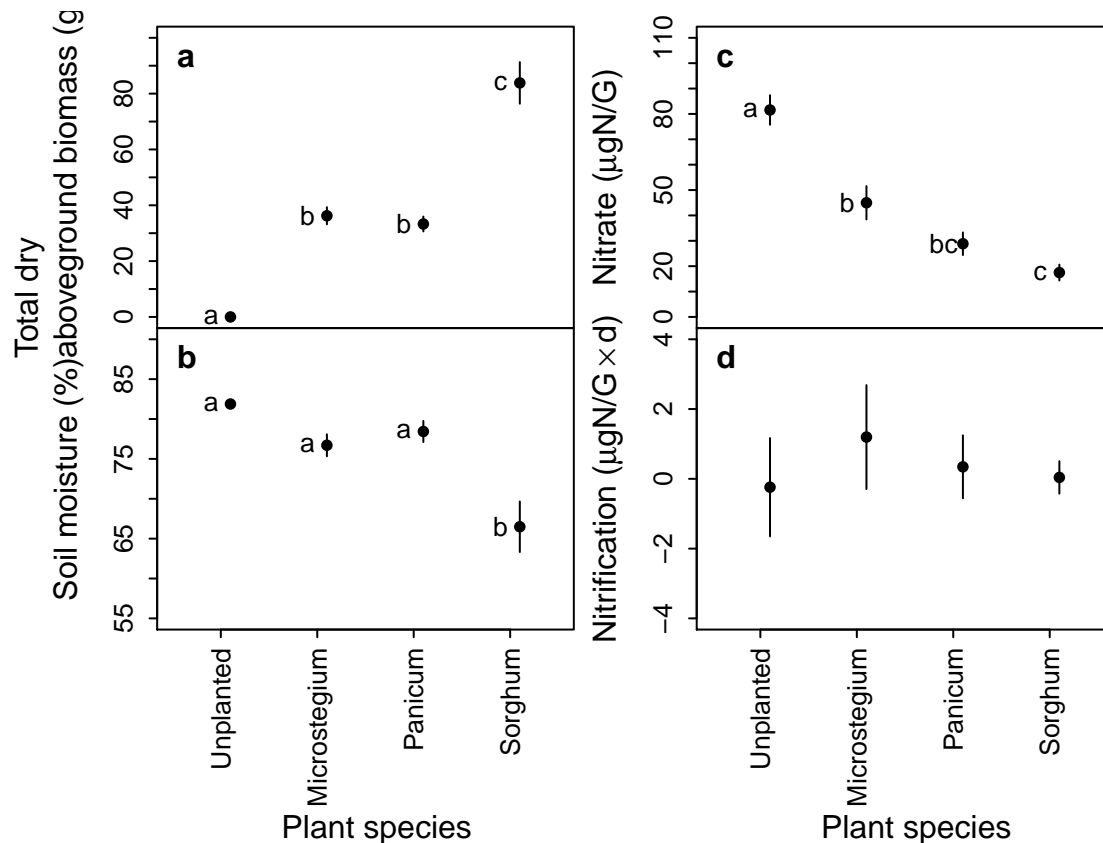 a
Total dry
aboveground biomass (g
80
60
40
20
0
a
b
b
c
b
Soil moisture (%)
85
75
65
55
a
a
a
b
Unplanted
Microstegium
Panicum
Sorghum
Plant species
c
Nitrate (µgN/G)
110
80
50
20
0
a
b
bc
c
d
Nitrification (µgN/G × d)
4
2
0
−2
−4
Unplanted
Microstegium
Panicum
Sorghum
Plant species